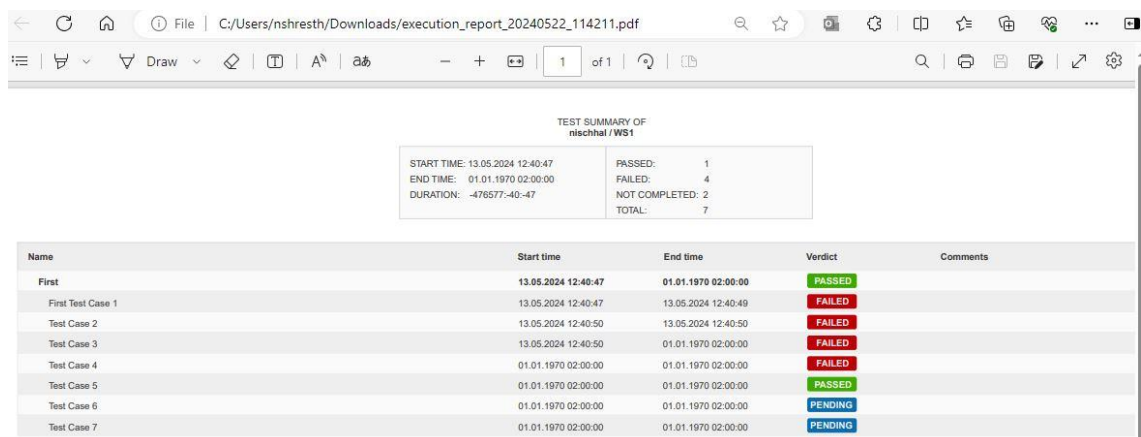 File | C:/Users/nshresth/Downloads/execution_report_20240522_114211.pdf
Draw aあ 1 of 1
TEST SUMMARY OF
nischhal / WS1
START TIME: 13.05.2024 12:40:47 PASSED: 1
END TIME: 01.01.1970 02:00:00 FAILED: 4
DURATION: -476577:-40:-47 NOT COMPLETED: 2
TOTAL: 7
Name Start time End time Verdict Comments
First 13.05.2024 12:40:47 01.01.1970 02:00:00 PASSED
First Test Case 1 13.05.2024 12:40:47 13.05.2024 12:40:49 FAILED
Test Case 2 13.05.2024 12:40:50 13.05.2024 12:40:50 FAILED
Test Case 3 13.05.2024 12:40:50 01.01.1970 02:00:00 FAILED
Test Case 4 01.01.1970 02:00:00 01.01.1970 02:00:00 FAILED
Test Case 5 01.01.1970 02:00:00 01.01.1970 02:00:00 PASSED
Test Case 6 01.01.1970 02:00:00 01.01.1970 02:00:00 PENDING
Test Case 7 01.01.1970 02:00:00 01.01.1970 02:00:00 PENDING